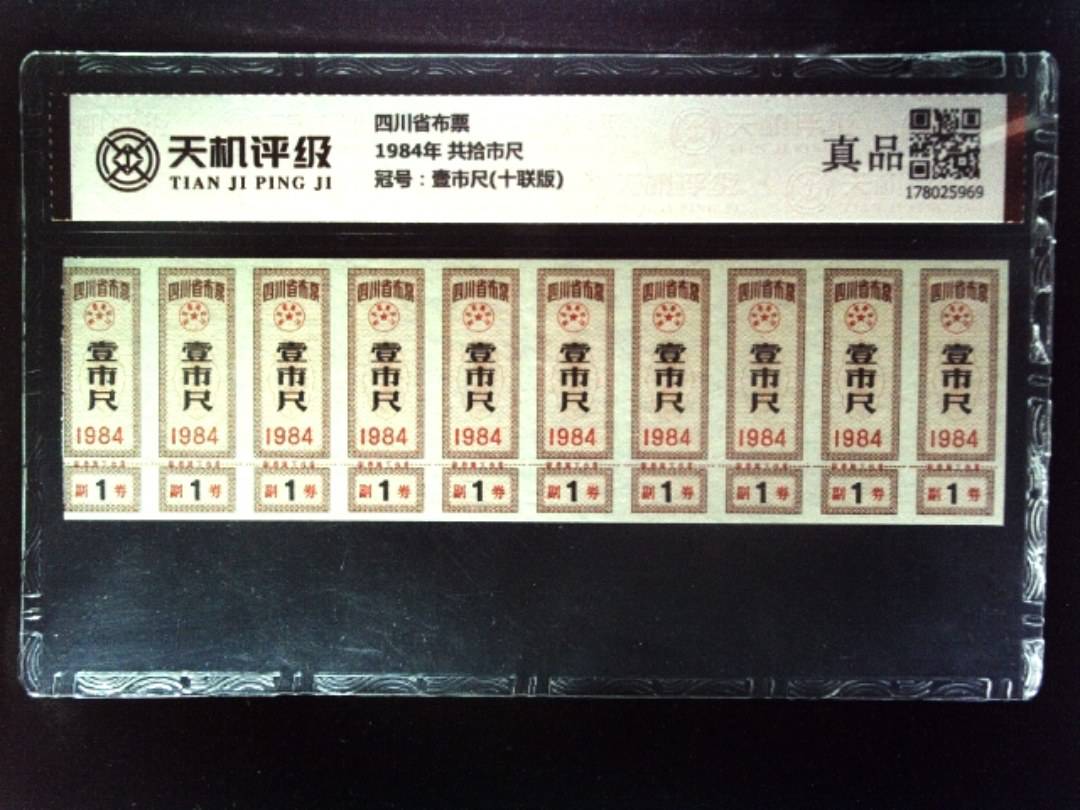 天机评级
TIAN JI PING JI
四川省布票
1984年 共拾市尺
冠号：壹市尺(十联版)
真品
178025969
四川省布票 四川省布票 四川省布票 四川省布票 四川省布票 四川省布票 四川省布票 四川省布票 四川省布票 四川省布票
壹市尺 壹市尺 壹市尺 壹市尺 壹市尺 壹市尺 壹市尺 壹市尺 壹市尺 壹市尺
1984 1984 1984 1984 1984 1984 1984 1984 1984 1984
副1券 副1券 副1券 副1券 副1券 副1券 副1券 副1券 副1券 副1券